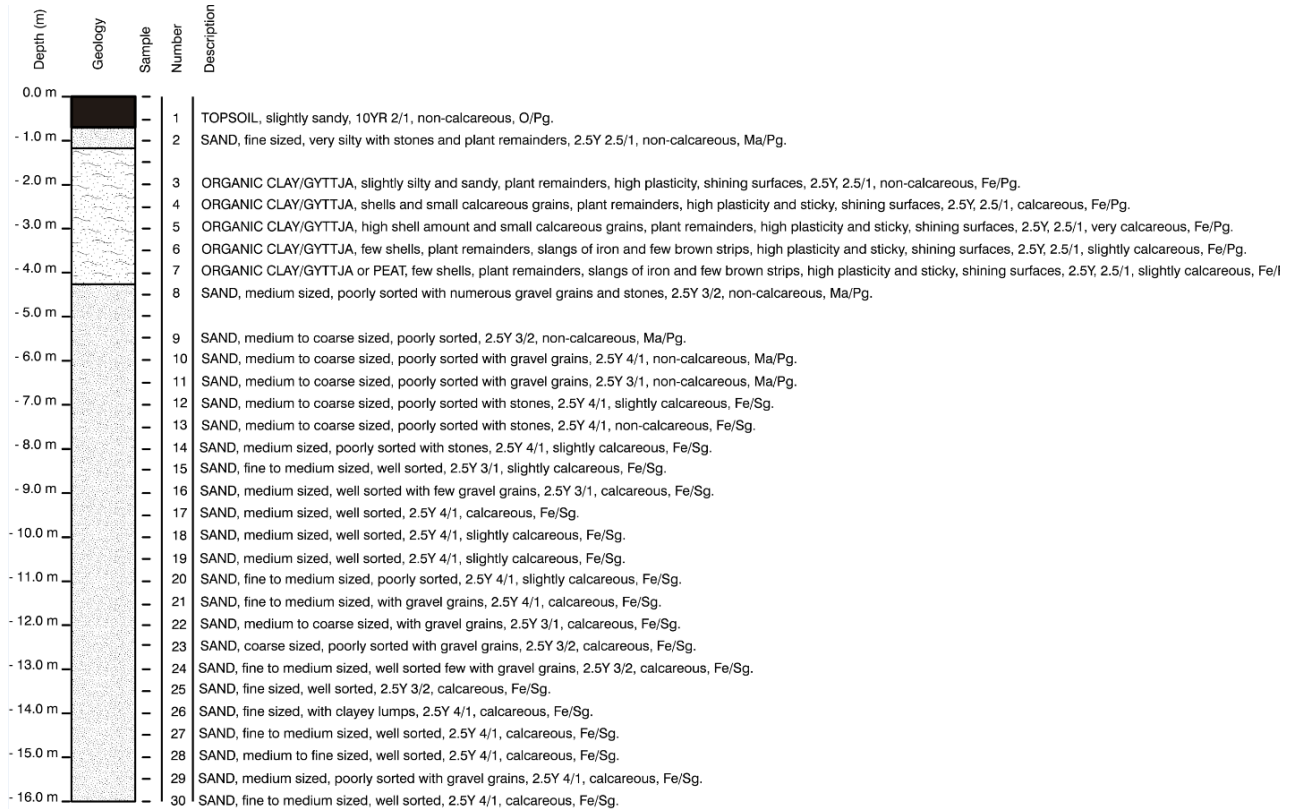 Depth (m)
Geology
Sample
Number
Description
0.0 m
1 TOPSOIL, slightly sandy, 10YR 2/1, non-calcareous, O/Pg.
- 1.0 m
2 SAND, fine sized, very silty with stones and plant remainders, 2.5Y 2.5/1, non-calcareous, Ma/Pg.
- 2.0 m
3 ORGANIC CLAY/GYTTJA, slightly silty and sandy, plant remainders, high plasticity, shining surfaces, 2.5Y, 2.5/1, non-calcareous, Fe/Pg.
4 ORGANIC CLAY/GYTTJA, shells and small calcareous grains, plant remainders, high plasticity and sticky, shining surfaces, 2.5Y, 2.5/1, calcareous, Fe/Pg.
- 3.0 m
5 ORGANIC CLAY/GYTTJA, high shell amount and small calcareous grains, plant remainders, high plasticity and sticky, shining surfaces, 2.5Y, 2.5/1, very calcareous, Fe/Pg.
6 ORGANIC CLAY/GYTTJA, few shells, plant remainders, slangs of iron and few brown strips, high plasticity and sticky, shining surfaces, 2.5Y, 2.5/1, slightly calcareous, Fe/Pg.
- 4.0 m
7 ORGANIC CLAY/GYTTJA or PEAT, few shells, plant remainders, slangs of iron and few brown strips, high plasticity and sticky, shining surfaces, 2.5Y, 2.5/1, slightly calcareous,
8 SAND, medium sized, poorly sorted with numerous gravel grains and stones, 2.5Y 3/2, non-calcareous, Ma/Pg.
- 5.0 m
9 SAND, medium to coarse sized, poorly sorted, 2.5Y 3/2, non-calcareous, Ma/Pg.
- 6.0 m
10 SAND, medium to coarse sized, poorly sorted with gravel grains, 2.5Y 4/1, non-calcareous, Ma/Pg.
11 SAND, medium to coarse sized, poorly sorted with gravel grains, 2.5Y 3/1, non-calcareous, Ma/Pg.
- 7.0 m
12 SAND, medium to coarse sized, poorly sorted with stones, 2.5Y 4/1, slightly calcareous, Fe/Sg.
13 SAND, medium to coarse sized, poorly sorted with stones, 2.5Y 4/1, non-calcareous, Fe/Sg.
- 8.0 m
14 SAND, medium sized, poorly sorted with stones, 2.5Y 4/1, slightly calcareous, Fe/Sg.
15 SAND, fine to medium sized, well sorted, 2.5Y 3/1, slightly calcareous, Fe/Sg.
- 9.0 m
16 SAND, medium sized, well sorted with few gravel grains, 2.5Y 3/1, calcareous, Fe/Sg.
17 SAND, medium sized, well sorted, 2.5Y 4/1, calcareous, Fe/Sg.
- 10.0 m
18 SAND, medium sized, well sorted, 2.5Y 4/1, slightly calcareous, Fe/Sg.
19 SAND, medium sized, well sorted, 2.5Y 4/1, slightly calcareous, Fe/Sg.
- 11.0 m
20 SAND, fine to medium sized, poorly sorted, 2.5Y 4/1, slightly calcareous, Fe/Sg.
21 SAND, fine to medium sized, with gravel grains, 2.5Y 4/1, calcareous, Fe/Sg.
- 12.0 m
22 SAND, medium to coarse sized, with gravel grains, 2.5Y 3/1, calcareous, Fe/Sg.
23 SAND, coarse sized, poorly sorted with gravel grains, 2.5Y 3/2, calcareous, Fe/Sg.
- 13.0 m
24 SAND, fine to medium sized, well sorted few with gravel grains, 2.5Y 3/2, calcareous, Fe/Sg.
25 SAND, fine sized, well sorted, 2.5Y 3/2, calcareous, Fe/Sg.
- 14.0 m
26 SAND, fine sized, with clayey lumps, 2.5Y 4/1, calcareous, Fe/Sg.
27 SAND, fine to medium sized, well sorted, 2.5Y 4/1, calcareous, Fe/Sg.
- 15.0 m
28 SAND, medium to fine sized, well sorted, 2.5Y 4/1, calcareous, Fe/Sg.
29 SAND, medium sized, poorly sorted with gravel grains, 2.5Y 4/1, calcareous, Fe/Sg.
- 16.0 m
30 SAND, fine to medium sized, well sorted, 2.5Y 4/1, calcareous, Fe/Sg.